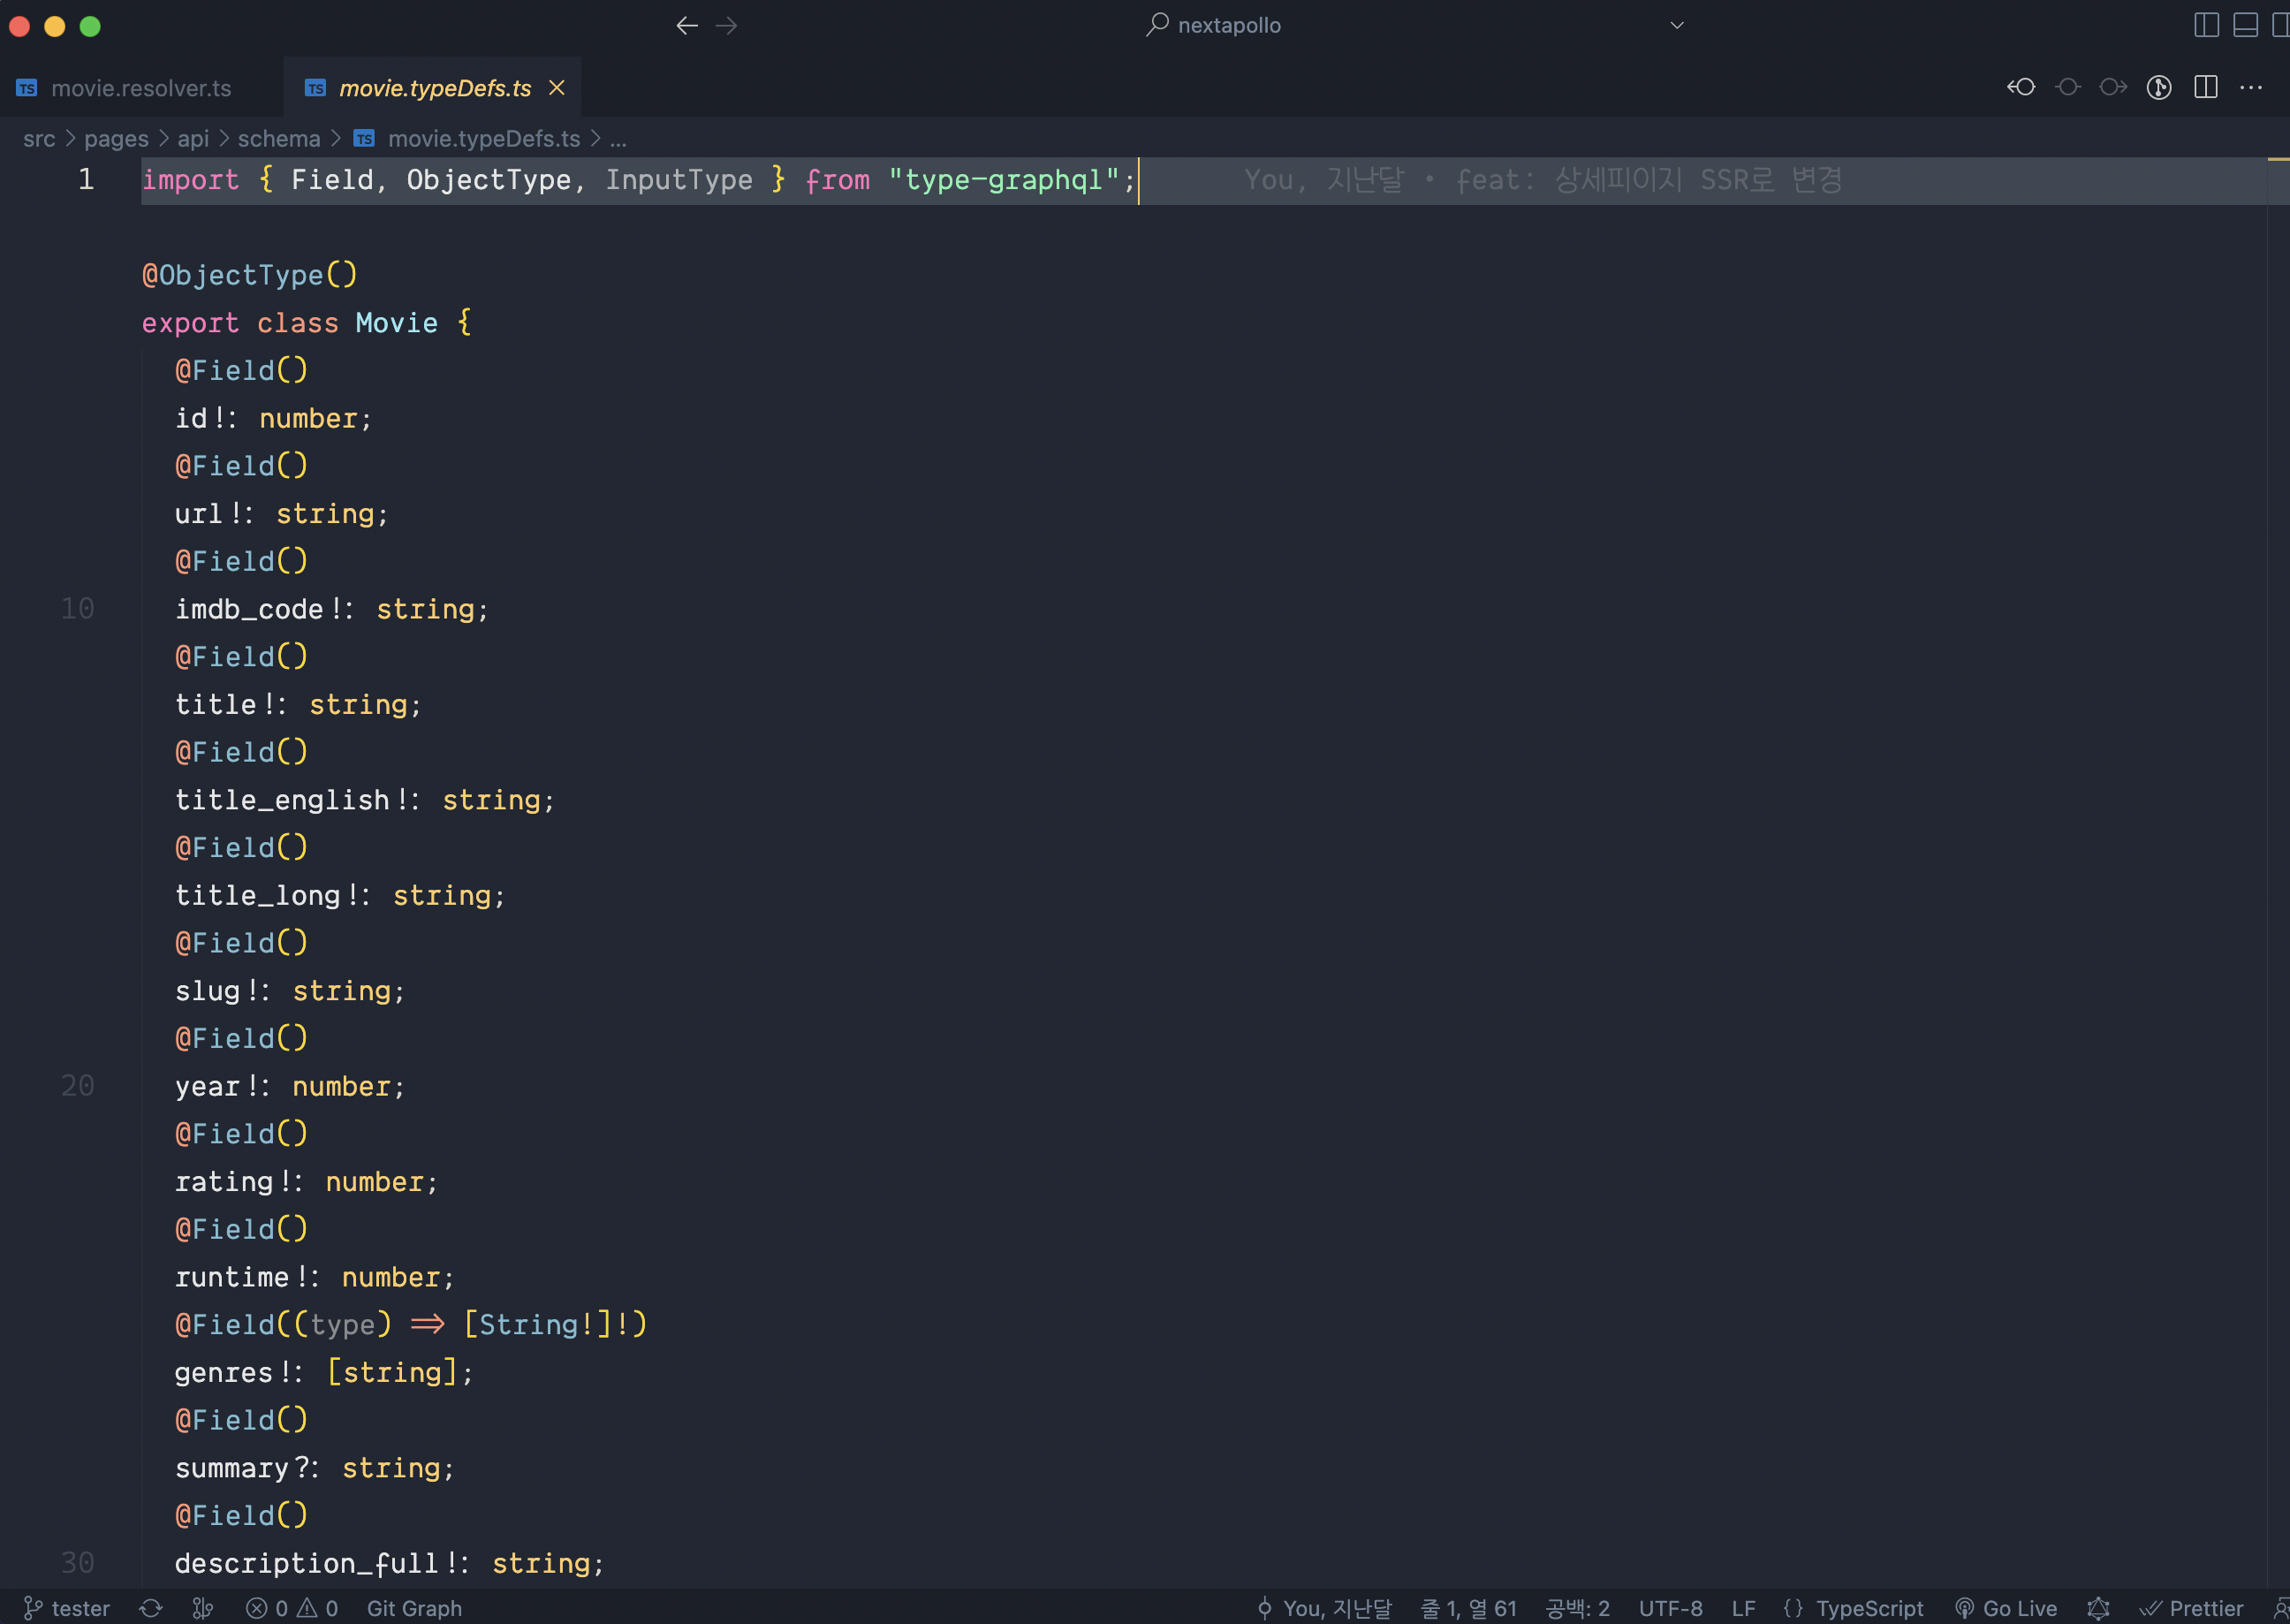 nextapollo
movie.resolver.ts
movie.typeDefs.ts
src > pages > api > schema > movie.typeDefs.ts > ...
1 import { Field, ObjectType, InputType } from "type-graphql"; You, 지난달 • feat: 상세피이지 SSR로 변경
@ObjectType()
export class Movie {
@Field()
id!: number;
@Field()
url!: string;
@Field()
10 imdb_code!: string;
@Field()
title!: string;
@Field()
title_english!: string;
@Field()
title_long!: string;
@Field()
slug!: string;
@Field()
20 year!: number;
@Field()
rating!: number;
@Field()
runtime!: number;
@Field((type) => [String!]!)
genres!: [string];
@Field()
summary?: string;
@Field()
30 description_full!: string;
tester 0 0 Git Graph You, 지난달 줄 1, 열 61 공백: 2 UTF-8 LF {} TypeScript Go Live Prettier